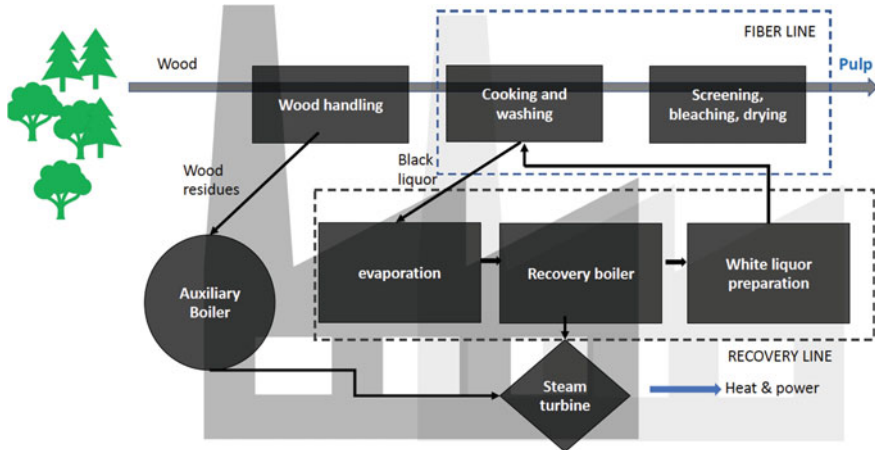 FIBER LINE
Wood
Pulp
Wood handling
Cooking and
washing
Screening,
bleaching, drying
Wood
residues
Black
liquor
Auxiliary
Boiler
evaporation
Recovery boiler
White liquor
preparation
RECOVERY LINE
Steam
turbine
Heat & power